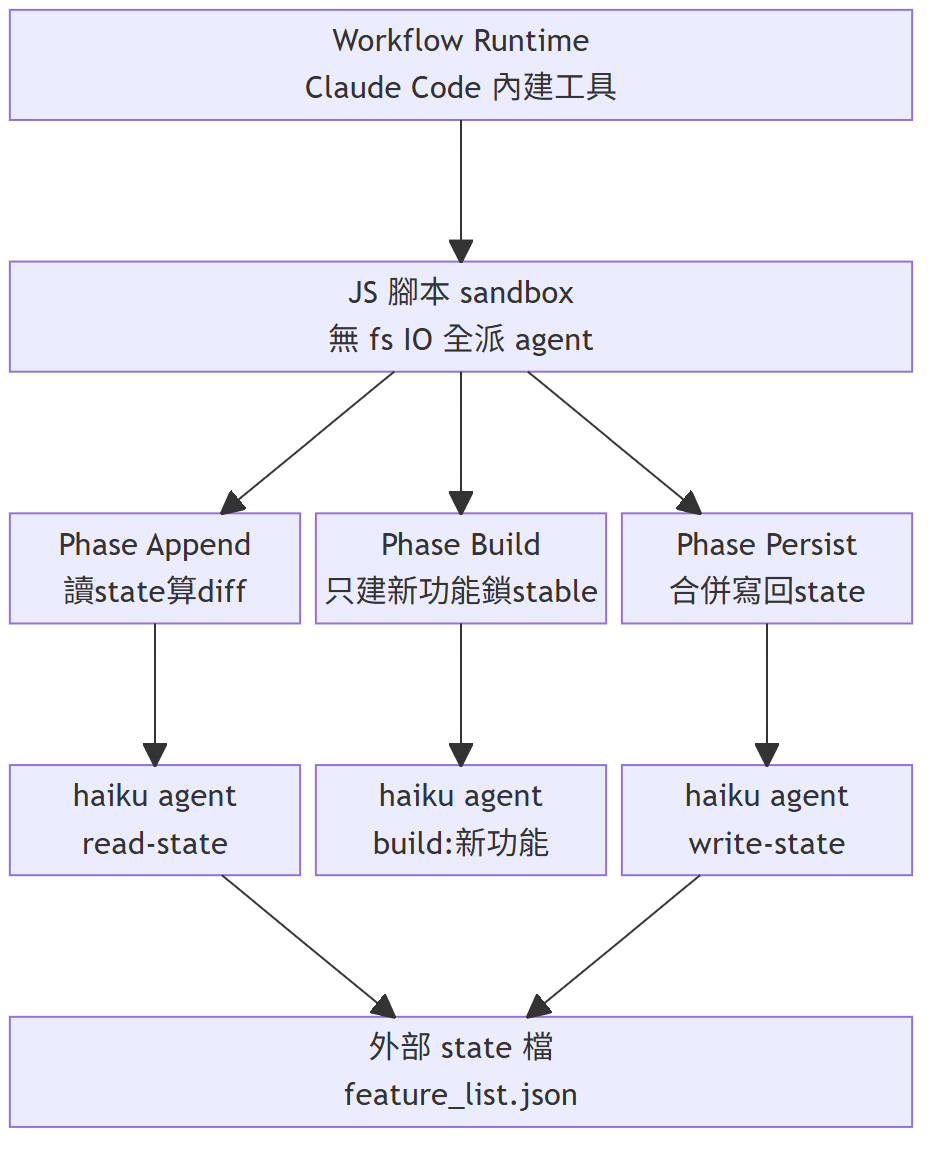 Workflow Runtime
Claude Code 內建工具
JS 腳本 sandbox
無 fs IO 全派 agent
Phase Append
讀state算diff
Phase Build
只建新功能鎖stable
Phase Persist
合併寫回state
haiku agent
read-state
haiku agent
build:新功能
haiku agent
write-state
外部 state 檔
feature_list.json